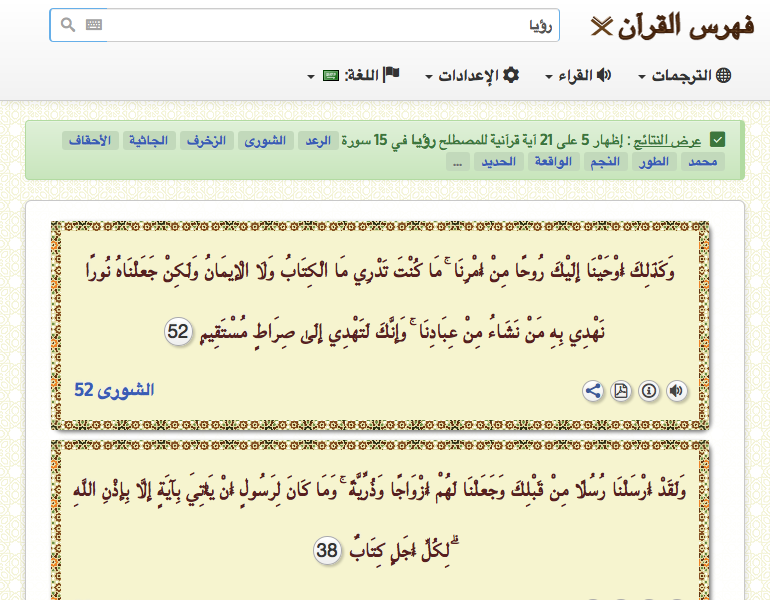 فهرس القرآن
رؤيا
الترجمات
القراء
الإعدادات
اللغة:
عرض النتائج : إظهار 5 على 21 آية قرآنية للمصطلح رؤيا في 15 سورة الرعد الشورى الزخرف الجاثية الأحقاف
محمد الطور النجم الواقعة الحديد ...
وَكَذَلِكَ أَوْحَيْنَا إِلَيْكَ رُوحًا مِنْ أَمْرِنَا ۚ مَا كُنْتَ تَدْرِي مَا الْكِتَابُ وَلَا الْإِيمَانُ وَلَكِنْ جَعَلْنَاهُ نُورًا
نَهْدِي بِهِ مَنْ نَشَاءُ مِنْ عِبَادِنَا ۚ وَإِنَّكَ لَتَهْدِي إِلَىٰ صِرَاطٍ مُسْتَقِيمٍ 52
الشورى 52
وَلَقَدْ أَرْسَلْنَا رُسُلًا مِنْ قَبْلِكَ وَجَعَلْنَا لَهُمْ أَزْوَاجًا وَذُرِّيَّةً ۚ وَمَا كَانَ لِرَسُولٍ أَنْ يَأْتِيَ بِآيَةٍ إِلَّا بِإِذْنِ اللَّهِ
ۗ لِكُلِّ أَجَلٍ كِتَابٌ 38